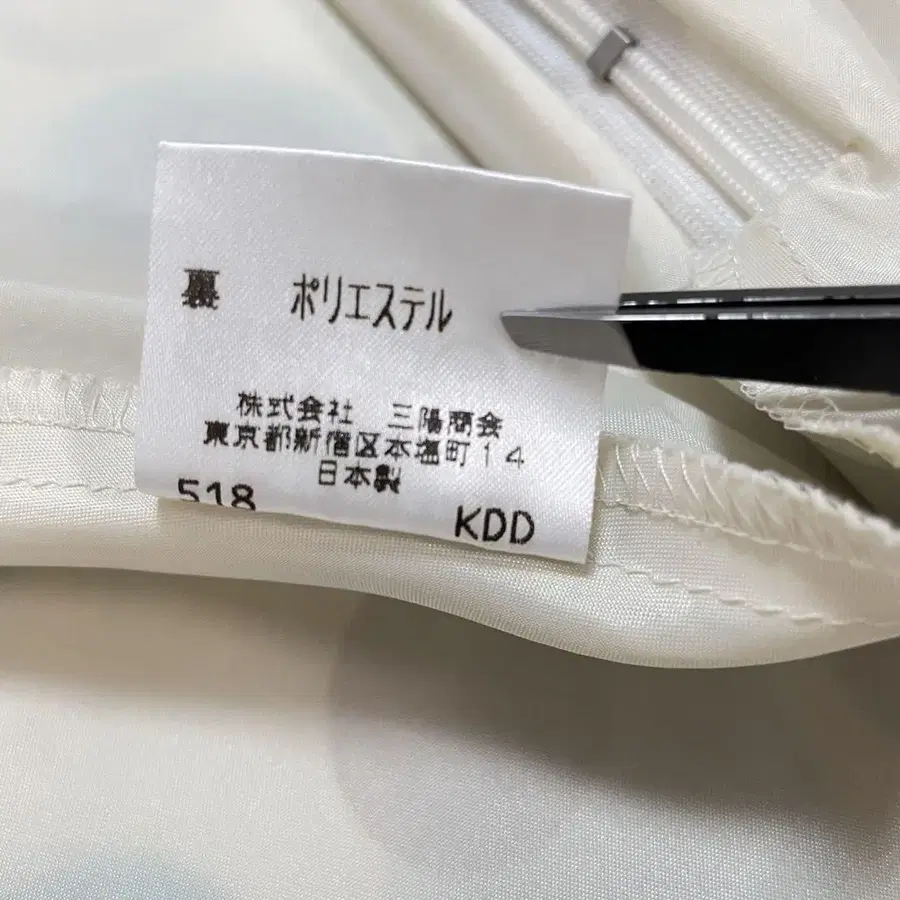 裏 ポリエステル
株式会社 三陽商会
東京都新宿区本塩町14
日本製
518 KDD